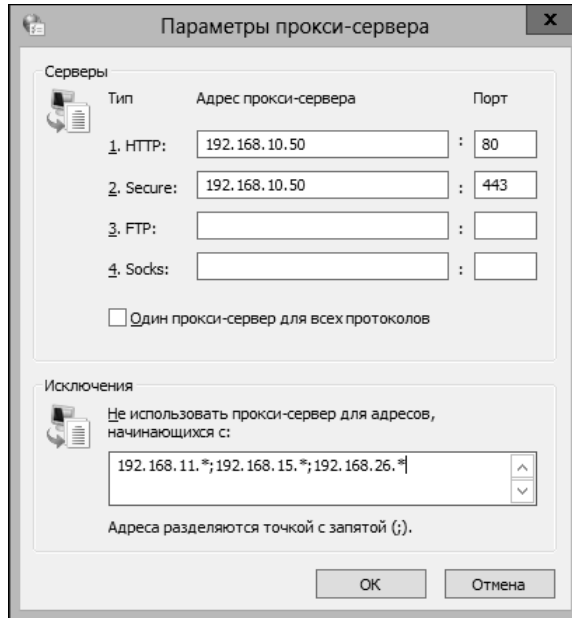 Параметры прокси-сервера
x
Серверы
Тип Адрес прокси-сервера Порт
1. HTTP: 192.168.10.50 : 80
2. Secure: 192.168.10.50 : 443
3. FTP: :
4. Socks: :
Один прокси-сервер для всех протоколов
Исключения
Не использовать прокси-сервер для адресов,
начинающихся с:
192.168.11.*;192.168.15.*;192.168.26.*
Адреса разделяются точкой с запятой (;).
OK Отмена